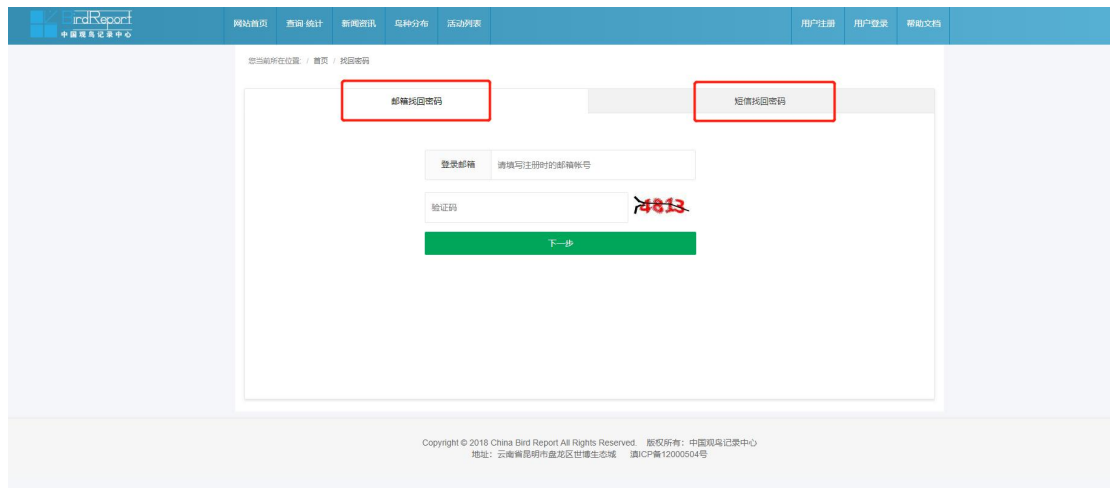 BirdReport
中国观鸟记录中心
网站首页 查询·统计 新闻资讯 鸟种分布 活动列表 用户注册 用户登录 帮助文档
您当前所在位置: / 首页 / 找回密码
邮箱找回密码 短信找回密码
登录邮箱 请填写注册时的邮箱帐号
验证码 74813
下一步
Copyright © 2018 China Bird Report All Rights Reserved. 版权所有：中国观鸟记录中心
地址：云南省昆明市盘龙区世博生态城 滇ICP备12000504号